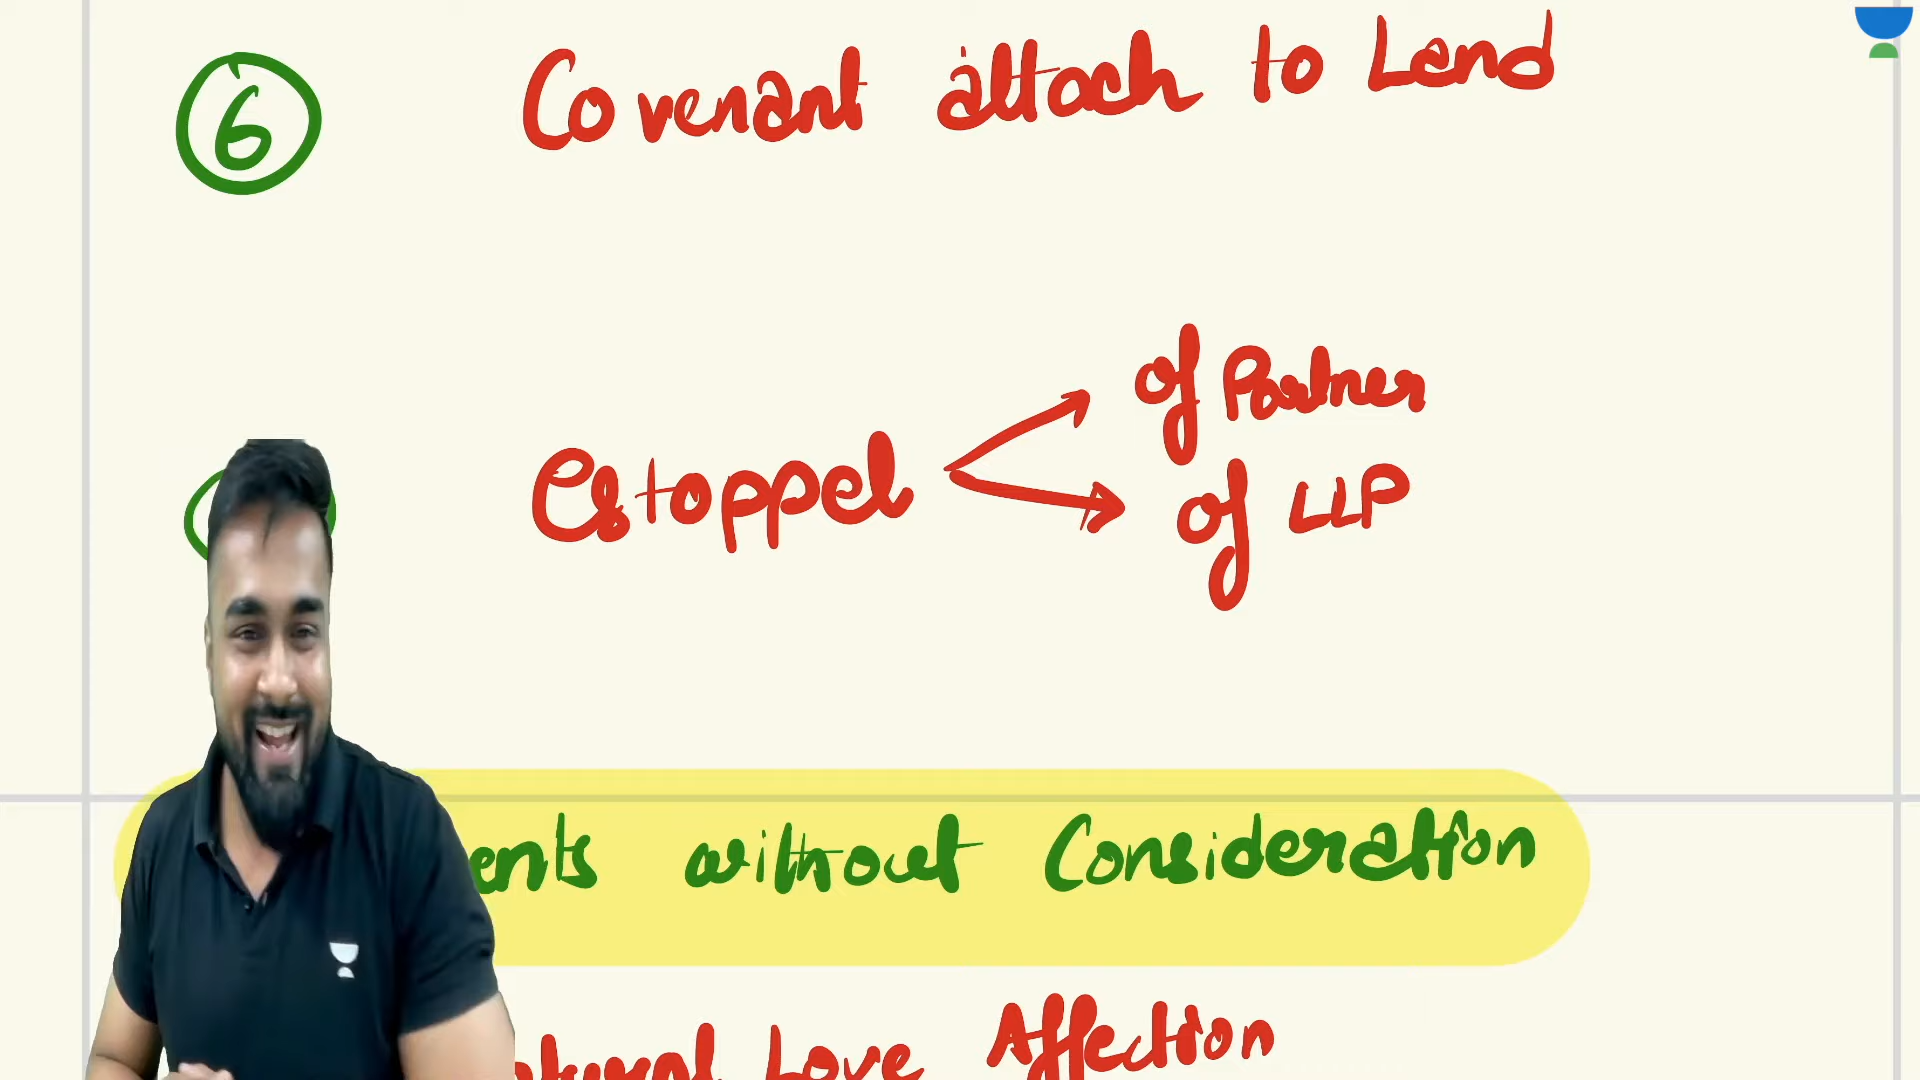 6 Covenant attach to Land
Estoppel
of Partner
of LLP
without Consideration
Love Affection